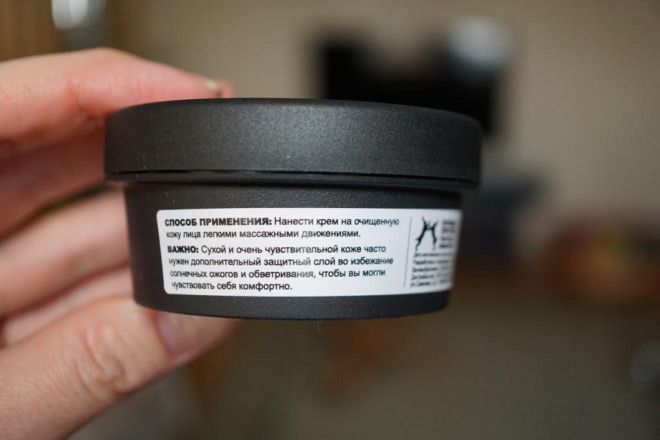 СПОСОБ ПРИМЕНЕНИЯ: Нанести крем на очищенную
кожу лица легкими массажными движениями.
ВАЖНО: Сухой и очень чувствительной коже часто
нужен дополнительный защитный слой во избежание
солнечных ожогов и обветривания, чтобы вы могли
чувствовать себя комфортно.